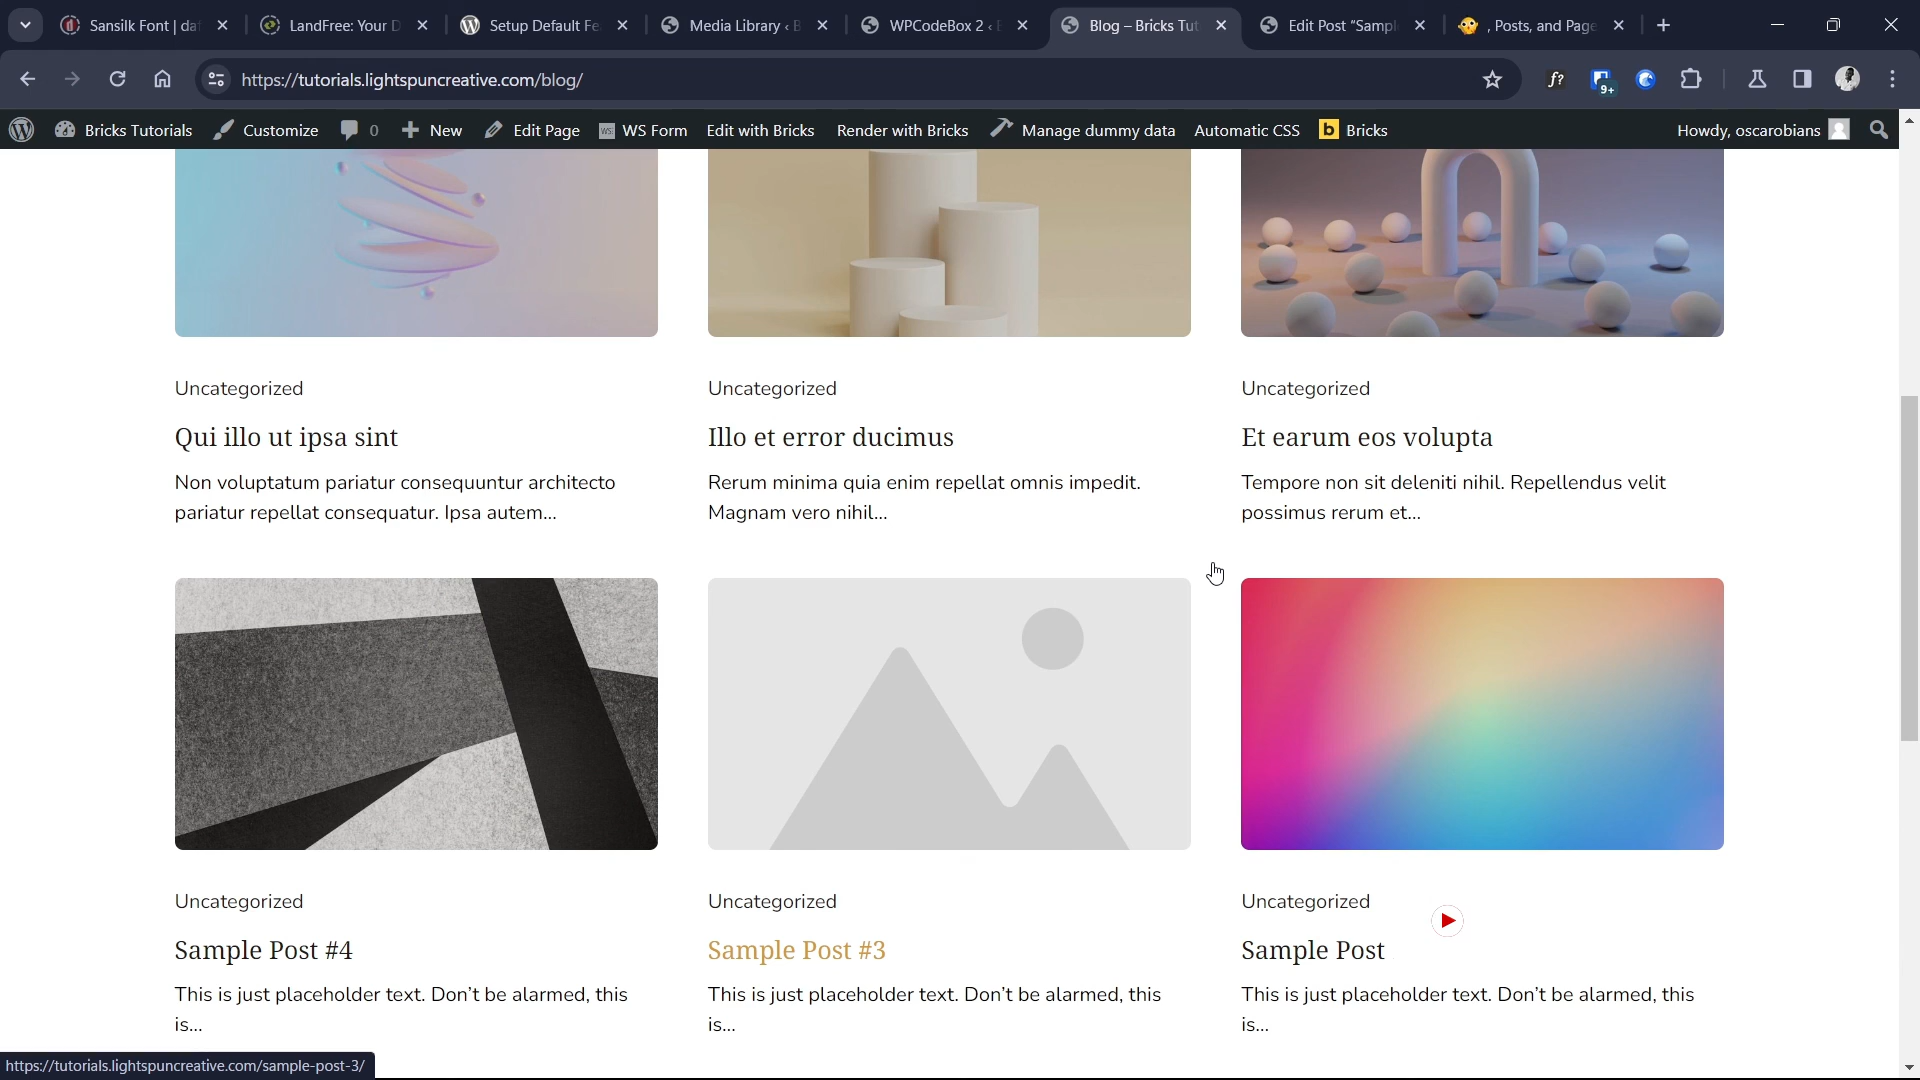 Sansilk Font | da
LandFree: Your D
Setup Default Fe
Media Library ‹ B
WPCodeBox 2 ‹ B
Blog – Bricks Tut
Edit Post "Sampl
, Posts, and Page
https://tutorials.lightspuncreative.com/blog/
f?
9+
Bricks Tutorials
Customize
0
New
Edit Page
WS Form
Edit with Bricks
Render with Bricks
Manage dummy data
Automatic CSS
b Bricks
Howdy, oscarobians
Uncategorized
Qui illo ut ipsa sint
Non voluptatum pariatur consequuntur architecto
pariatur repellat consequatur. Ipsa autem...
Uncategorized
Illo et error ducimus
Rerum minima quia enim repellat omnis impedit.
Magnam vero nihil...
Uncategorized
Et earum eos volupta
Tempore non sit deleniti nihil. Repellendus velit
possimus rerum et...
Uncategorized
Sample Post #4
This is just placeholder text. Don't be alarmed, this
is...
Uncategorized
Sample Post #3
This is just placeholder text. Don't be alarmed, this
is...
Uncategorized
Sample Post
This is just placeholder text. Don't be alarmed, this
is...
https://tutorials.lightspuncreative.com/sample-post-3/